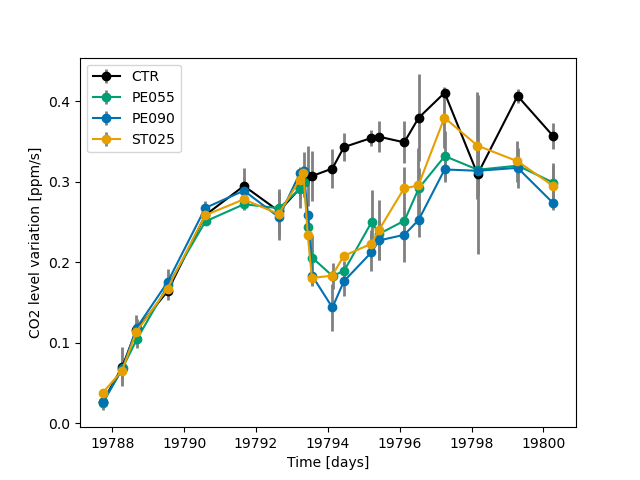 CTR
PE055
PE090
ST025
CO2 level variation [ppm/s]
0.4
0.3
0.2
0.1
0.0
19788 19790 19792 19794 19796 19798 19800
Time [days]